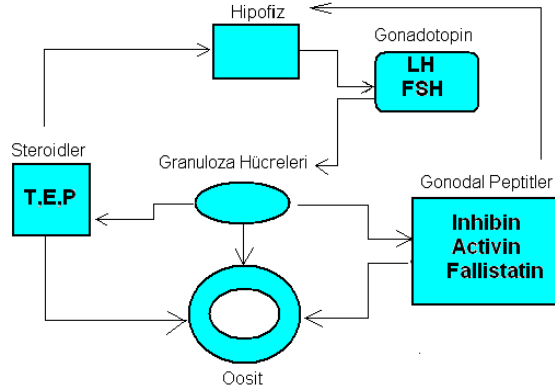 Hipofiz
Gonadotopin
LH
FSH
Steroidler
Granuloza Hücreleri
Gonodal Peptitler
T.E.P
Inhibin
Activin
Fallistatin
Oosit